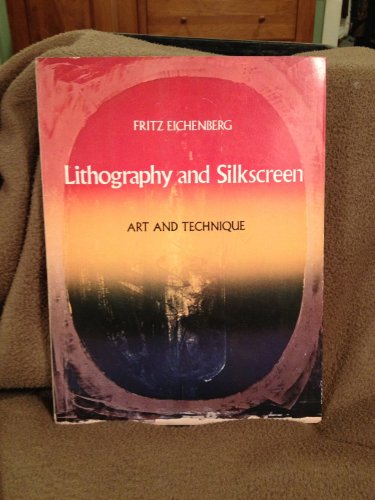 FRITZ EICHENBERG
Lithography and Silkscreen
ART AND TECHNIQUE